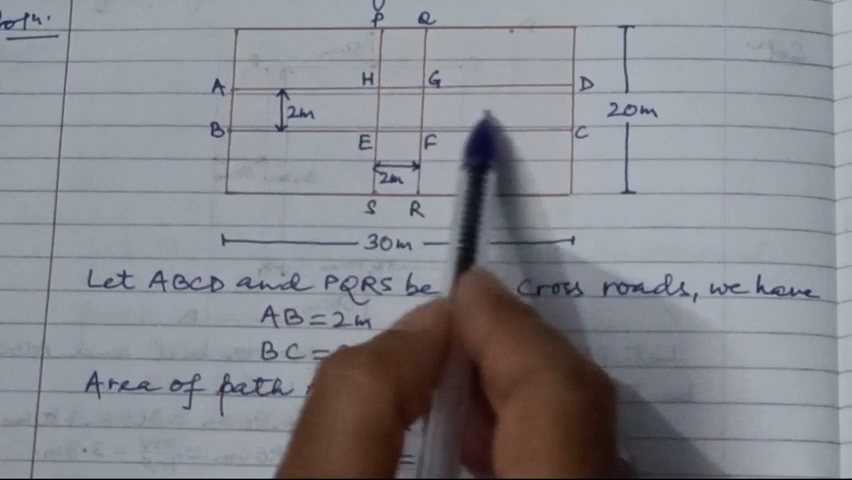 Soln.
P Q
A H G D
2m 20m
B E F C
2m
S R
30m
Let ABCD and PQRS be cross roads, we have
AB = 2m
BC =
Area of path
=